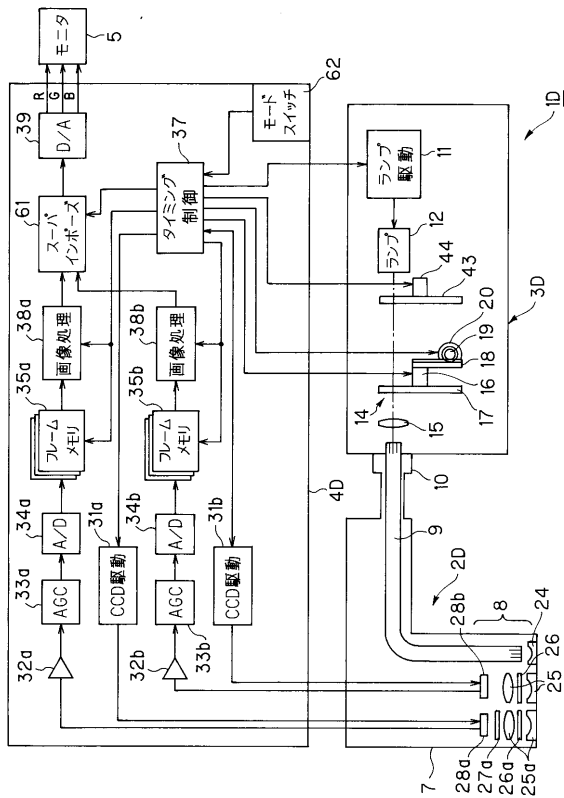 モニタ
5
R
G
B
39
D/A
61
スーパ
インポーズ
38a
画像処理
38b
画像処理
35a
フレーム
メモリ
35b
フレーム
メモリ
34a
A/D
34b
A/D
33a
AGC
AGC
33b
32a
32b
31a
CCD駆動
31b
CCD駆動
37
タイミング
制御
62
モード
スイッチ
4D
1D
ランプ
駆動
11
12
ランプ
44
43
20
19
18
16
17
14
15
3D
10
9
2D
28b
8
24
26
25
28a
27a
26a
25a
7